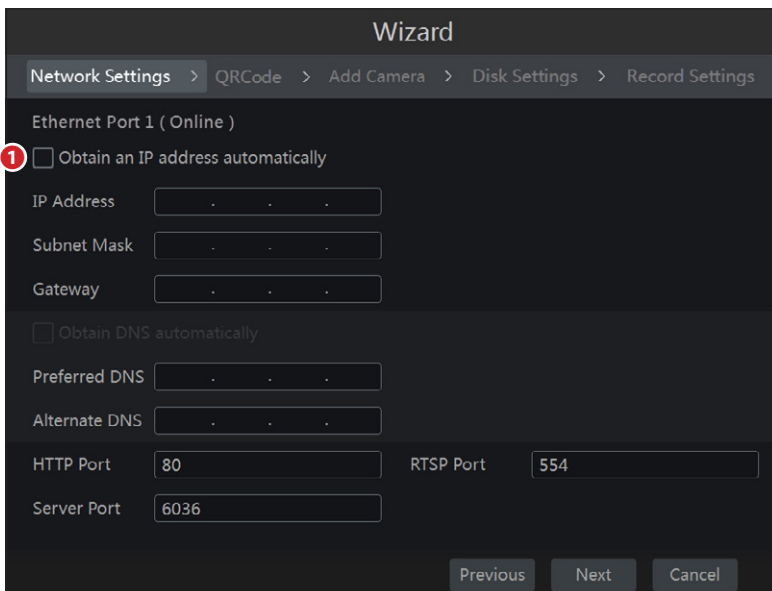 Wizard
Network Settings > QRCode > Add Camera > Disk Settings > Record Settings
Ethernet Port 1 ( Online )
1 Obtain an IP address automatically
IP Address . . .
Subnet Mask . . .
Gateway . . .
Obtain DNS automatically
Preferred DNS . . .
Alternate DNS . . .
HTTP Port 80 RTSP Port 554
Server Port 6036
Previous Next Cancel